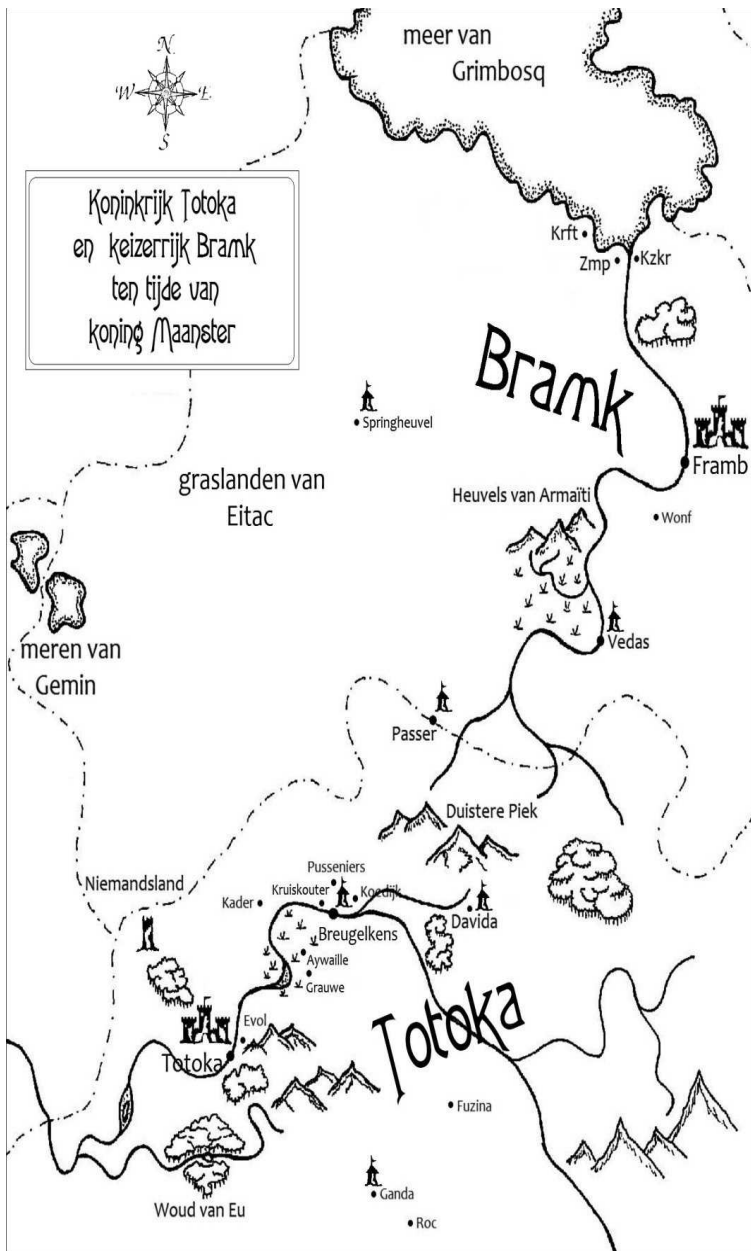 N
W E
S
meer van
Grimbosq
Koninkrijk Totoka
en keizerrijk Bramk
ten tijde van
koning Maanster
Krft
Zmp
Kzkr
Bramk
Springheuvel
Framb
graslanden van
Eitac
Heuvels van Armaïti
Wonf
meren van
Gemin
Vedas
Passer
Duistere Piek
Pusseniers
Niemandsland
Kader
Kruiskouter
Koedijk
Davida
Breugelkens
Aywaille
Grauwe
Totoka
Evol
Totoka
Fuzina
Woud van Eu
Ganda
Roc